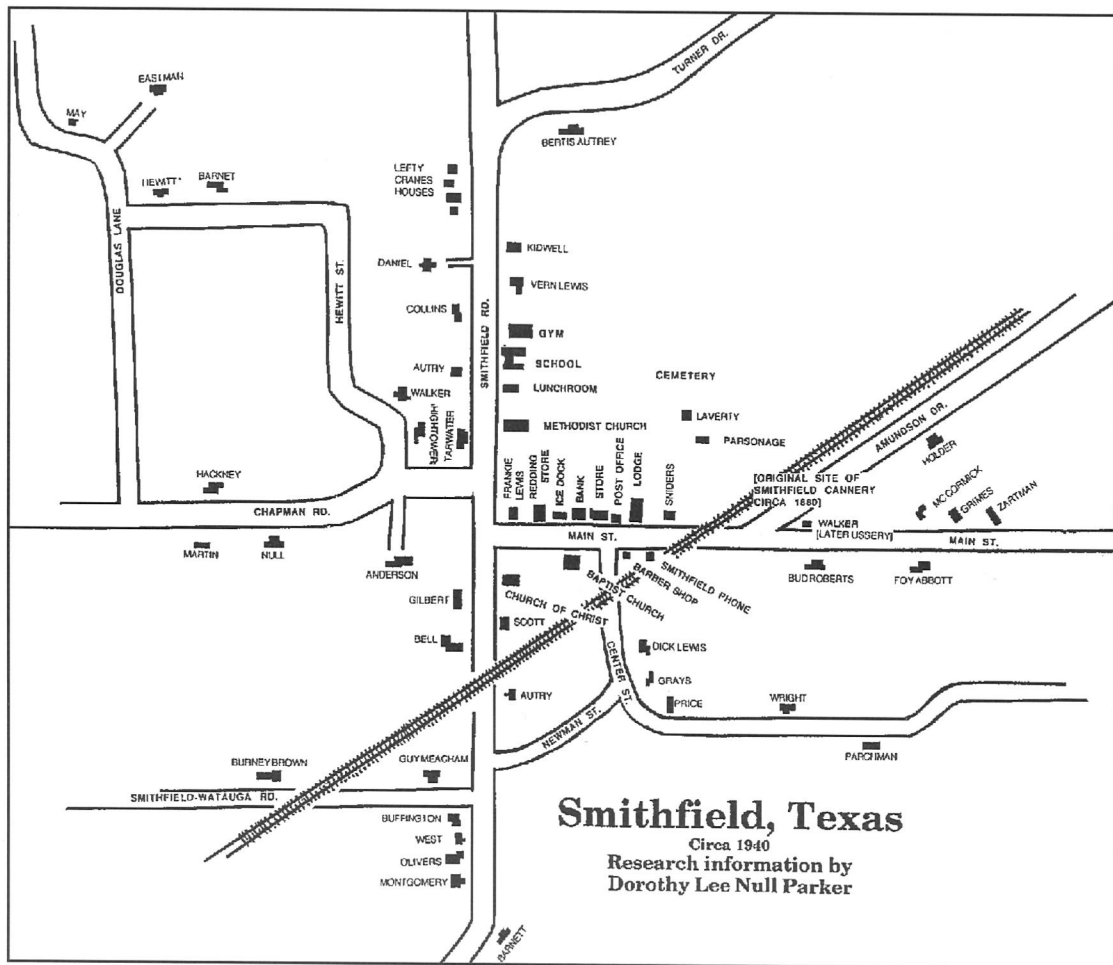 TURNER DR.
EASTMAN
MAY
BERTIS AUTREY
LEFTY
CRANES
HOUSES
HEWITT
BARNET
DOUGLAS LANE
HEWITT ST.
SMITHFIELD RD.
KIDWELL
DANIEL
VERN LEWIS
COLLINS
GYM
SCHOOL
AUTRY
CEMETERY
LUNCHROOM
WALKER
LAVERTY
AMUNDSON DR.
HIGHTOWER
TARWATER
METHODIST CHURCH
PARSONAGE
HOLDER
FRANKIE
LEWIS
REDDING
STORE
ICE DOCK
BANK
STORE
POST OFFICE
LODGE
SNIDERS
[ORIGINAL SITE OF
SMITHFIELD CANNERY
CIRCA 1880]
HACKNEY
MC CORMICK
GRIMES
ZARTMAN
CHAPMAN RD.
WALKER
[LATER USSERY]
MAIN ST.
MAIN ST.
MARTIN
NULL
ANDERSON
SMITHFIELD PHONE
BARBER SHOP
BAPTIST CHURCH
CHURCH OF CHRIST
BUD ROBERTS
FOY ABBOTT
GILBERT
SCOTT
BELL
CENTER ST.
DICK LEWIS
GRAYS
AUTRY
PRICE
WRIGHT
NEWMAN ST.
PARCHMAN
BURNEY BROWN
GUY MEACHAM
SMITHFIELD-WATAUGA RD.
BUFFINGTON
WEST
OLIVERS
MONTGOMERY
BARNETT
Smithfield, Texas
Circa 1940
Research information by
Dorothy Lee Null Parker